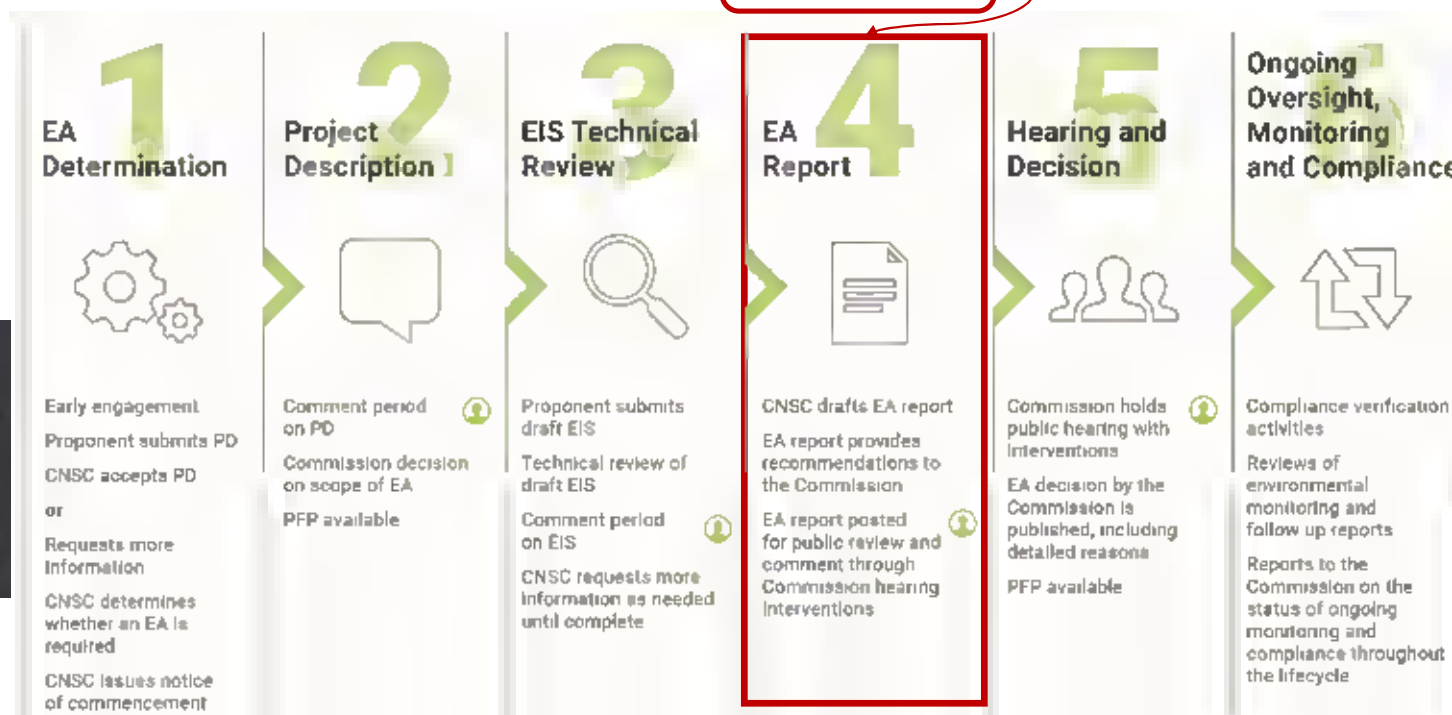 1
EA
Determination
Early engagement
Proponent submits PD
CNSC accepts PD
or
Requests more
information
CNSC determines
whether an EA is
required
CNSC issues notice
of commencement
2
Project
Description
Comment period
on PD
Commission decision
on scope of EA
PFP available
3
EIS Technical
Review
Proponent submits
draft EIS
Technical review of
draft EIS
Comment period
on EIS
CNSC requests more
information as needed
until complete
4
EA
Report
CNSC drafts EA report
EA report provides
recommendations to
the Commission
EA report posted
for public review and
comment through
Commission hearing
interventions
5
Hearing and
Decision
Commission holds
public hearing with
interventions
EA decision by the
Commission is
published, including
detailed reasons
PFP available
Ongoing
Oversight,
Monitoring
and Compliance
Compliance verification
activities
Reviews of
environmental
monitoring and
follow up reports
Reports to the
Commission on the
status of ongoing
monitoring and
compliance throughout
the lifecycle